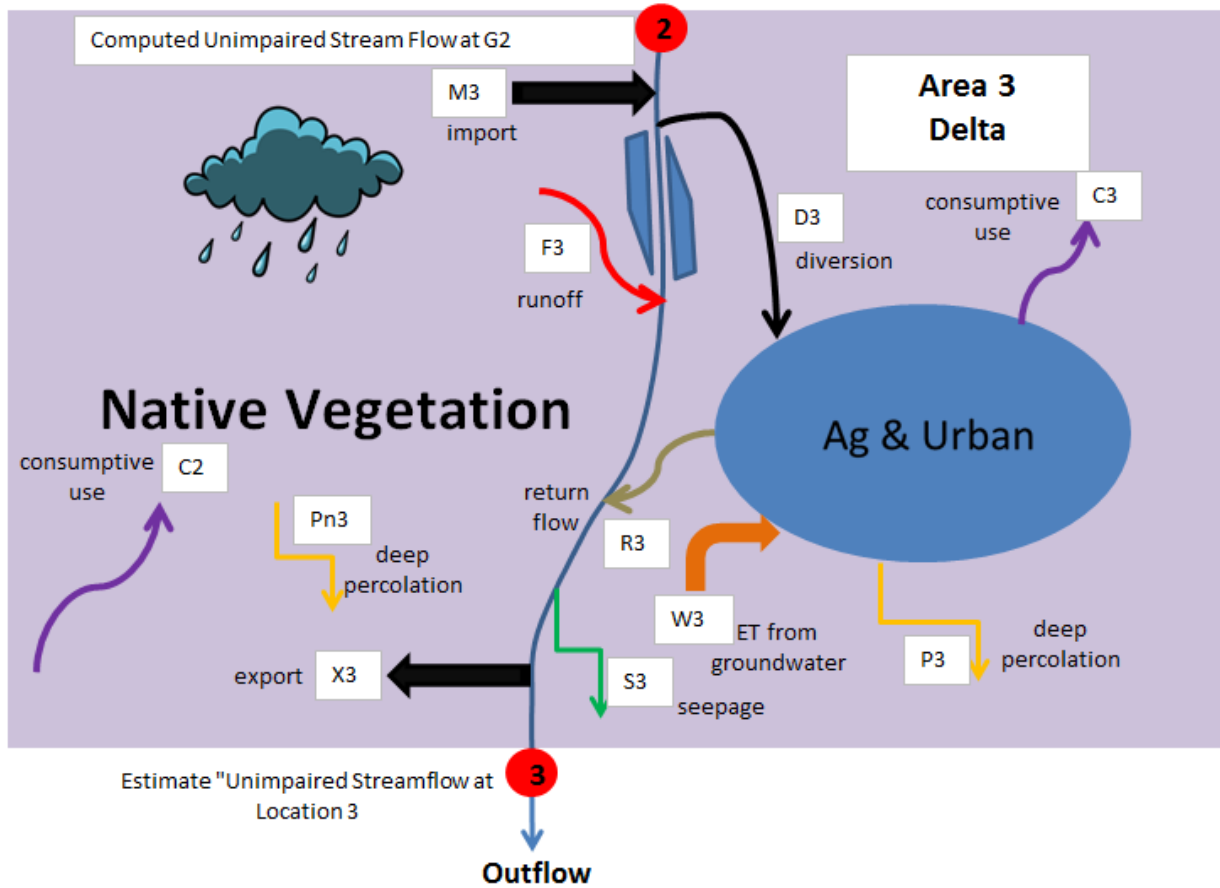 2
Computed Unimpaired Stream Flow at G2
M3
import
Area 3
Delta
C3
consumptive
use
D3
diversion
F3
runoff
Native Vegetation
Ag & Urban
consumptive
use
C2
Pn3
deep
percolation
return
flow
R3
W3
ET from
groundwater
P3
deep
percolation
export
X3
S3
seepage
3
Estimate "Unimpaired Streamflow at
Location 3
Outflow